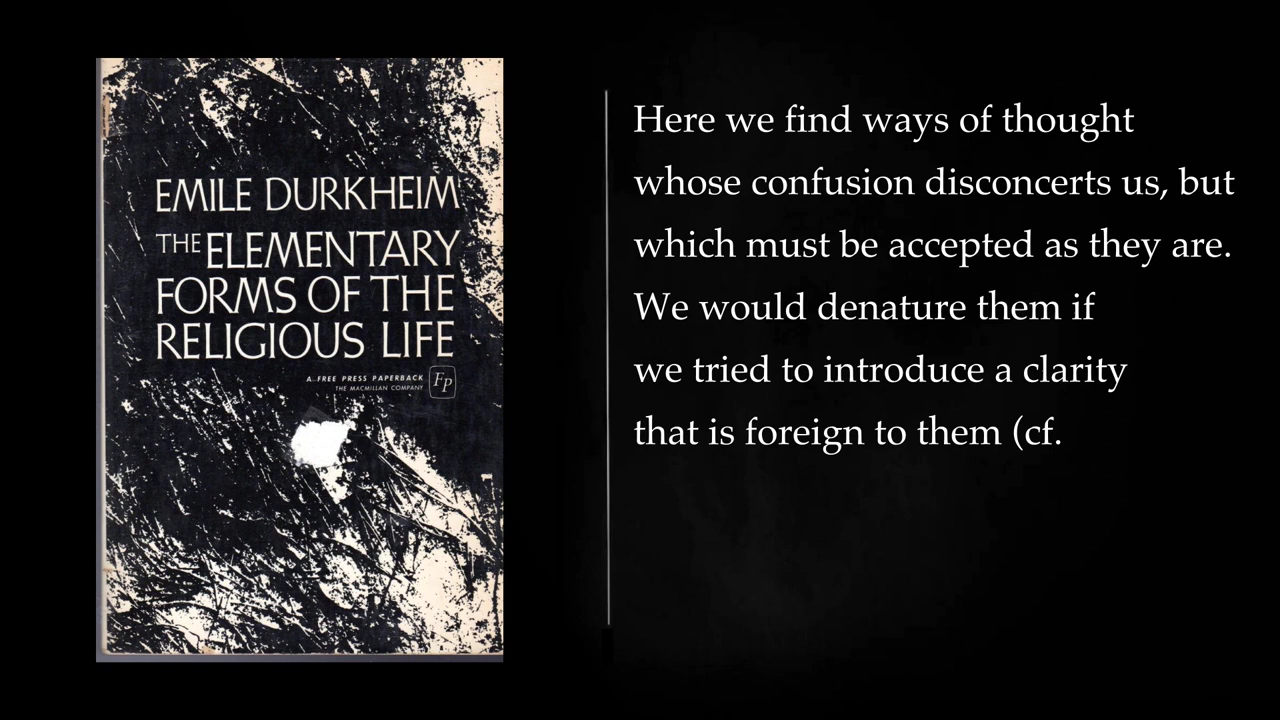 EMILE DURKHEIM
THE ELEMENTARY
FORMS OF THE
RELIGIOUS LIFE
A FREE PRESS PAPERBACK
THE MACMILLAN COMPANY
FP
Here we find ways of thought
whose confusion disconcerts us, but
which must be accepted as they are.
We would denature them if
we tried to introduce a clarity
that is foreign to them (cf.